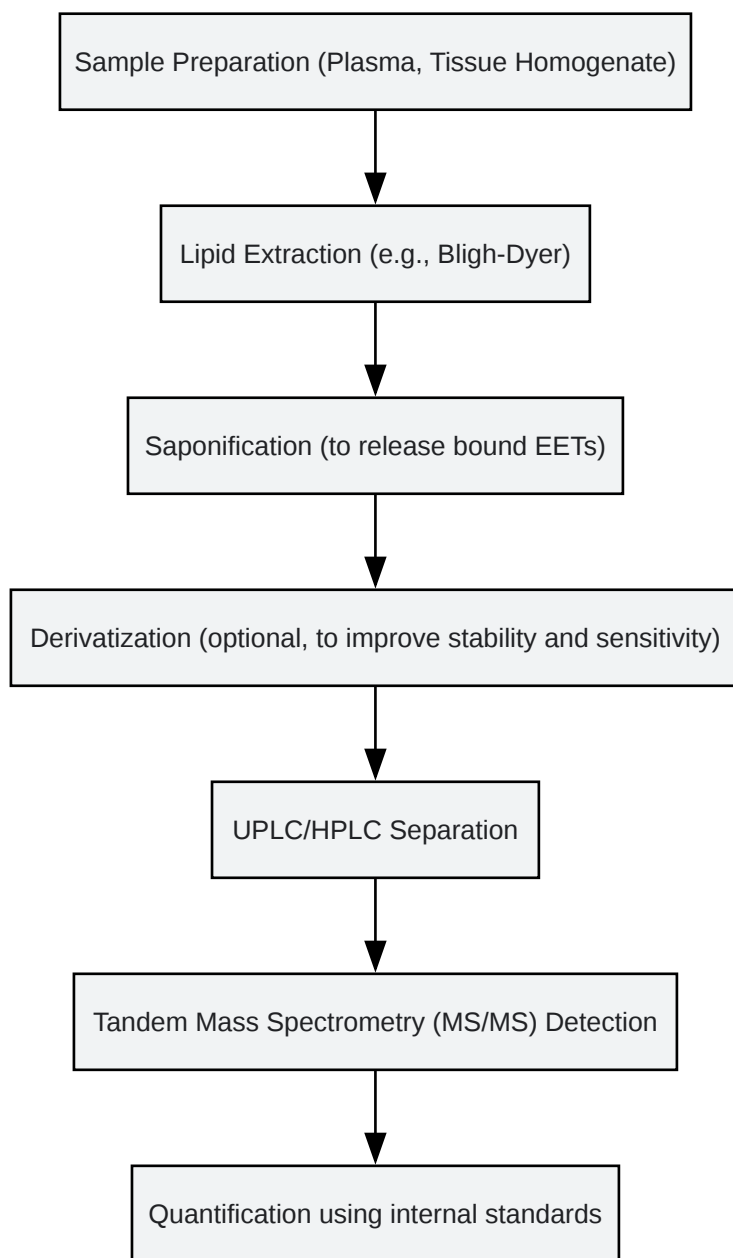 Sample Preparation (Plasma, Tissue Homogenate)
Lipid Extraction (e.g., Bligh-Dyer)
Saponification (to release bound EETs)
Derivatization (optional, to improve stability and sensitivity)
UPLC/HPLC Separation
Tandem Mass Spectrometry (MS/MS) Detection
Quantification using internal standards